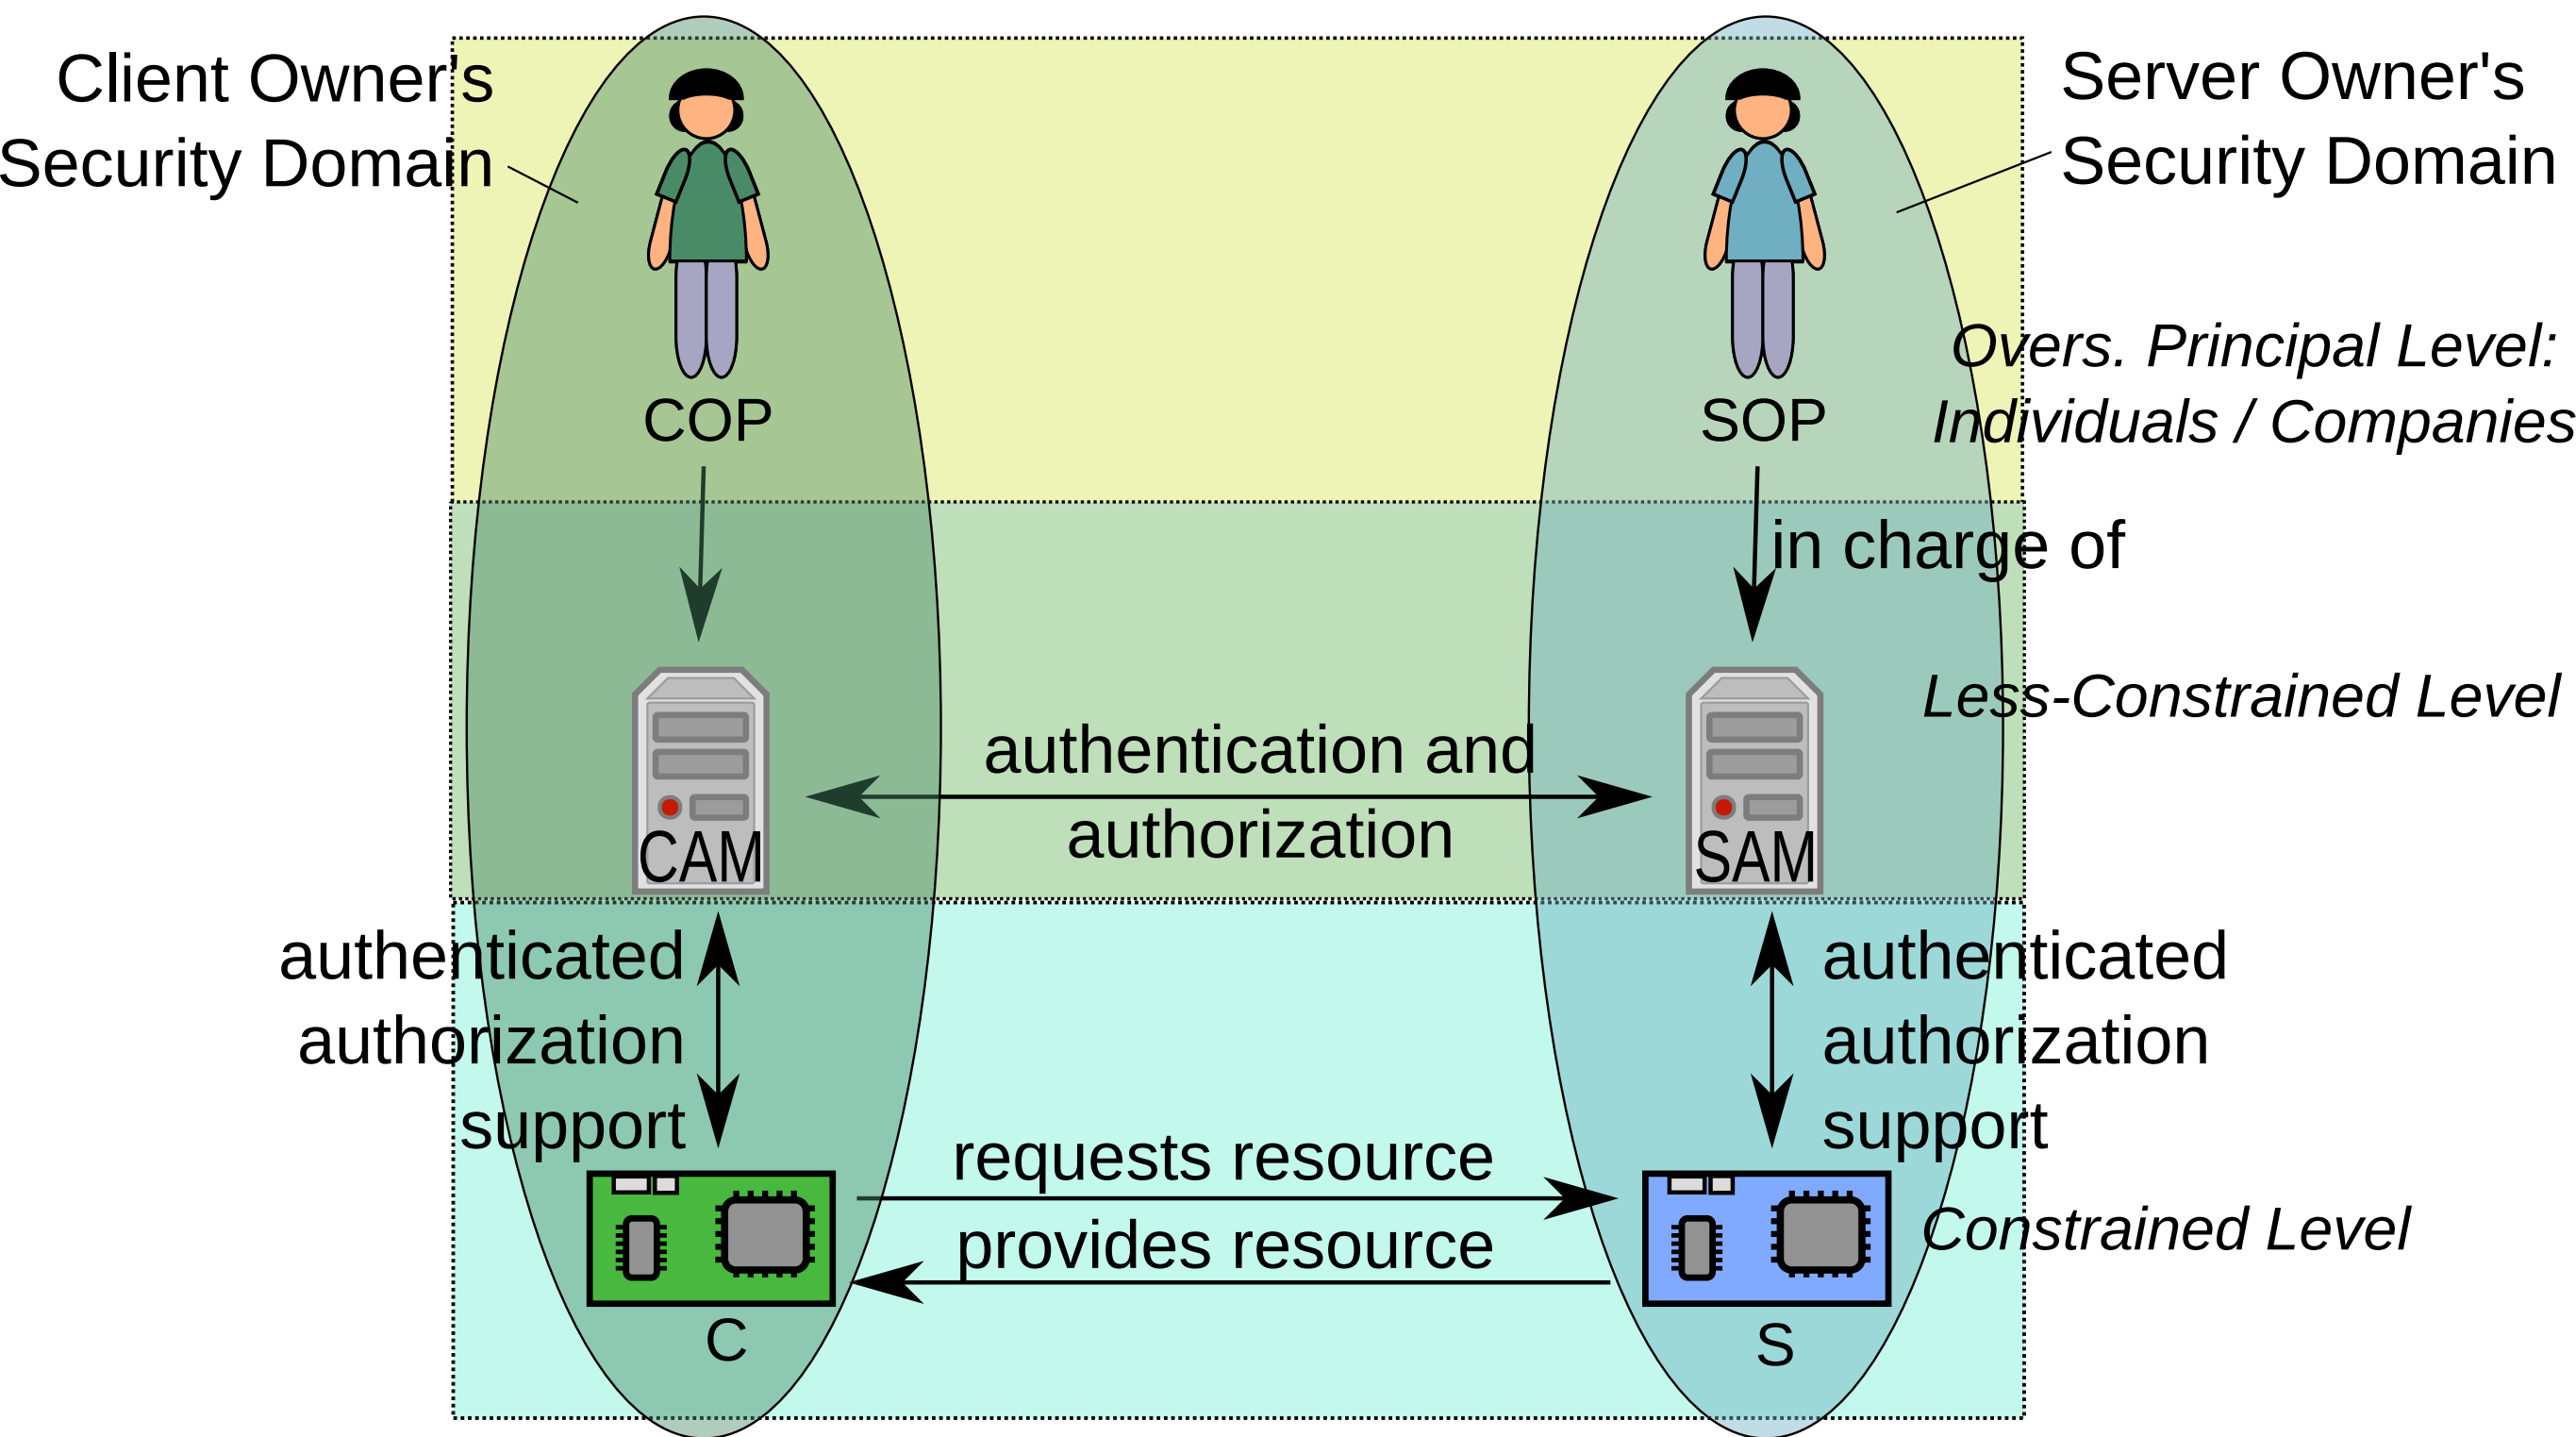 Client Owner's
Security Domain
Server Owner's
Security Domain
COP
SOP
Overs. Principal Level:
Individuals / Companies
in charge of
Less-Constrained Level
authentication and
authorization
CAM
SAM
authenticated
authorization
support
authenticated
authorization
support
requests resource
provides resource
Constrained Level
C
S